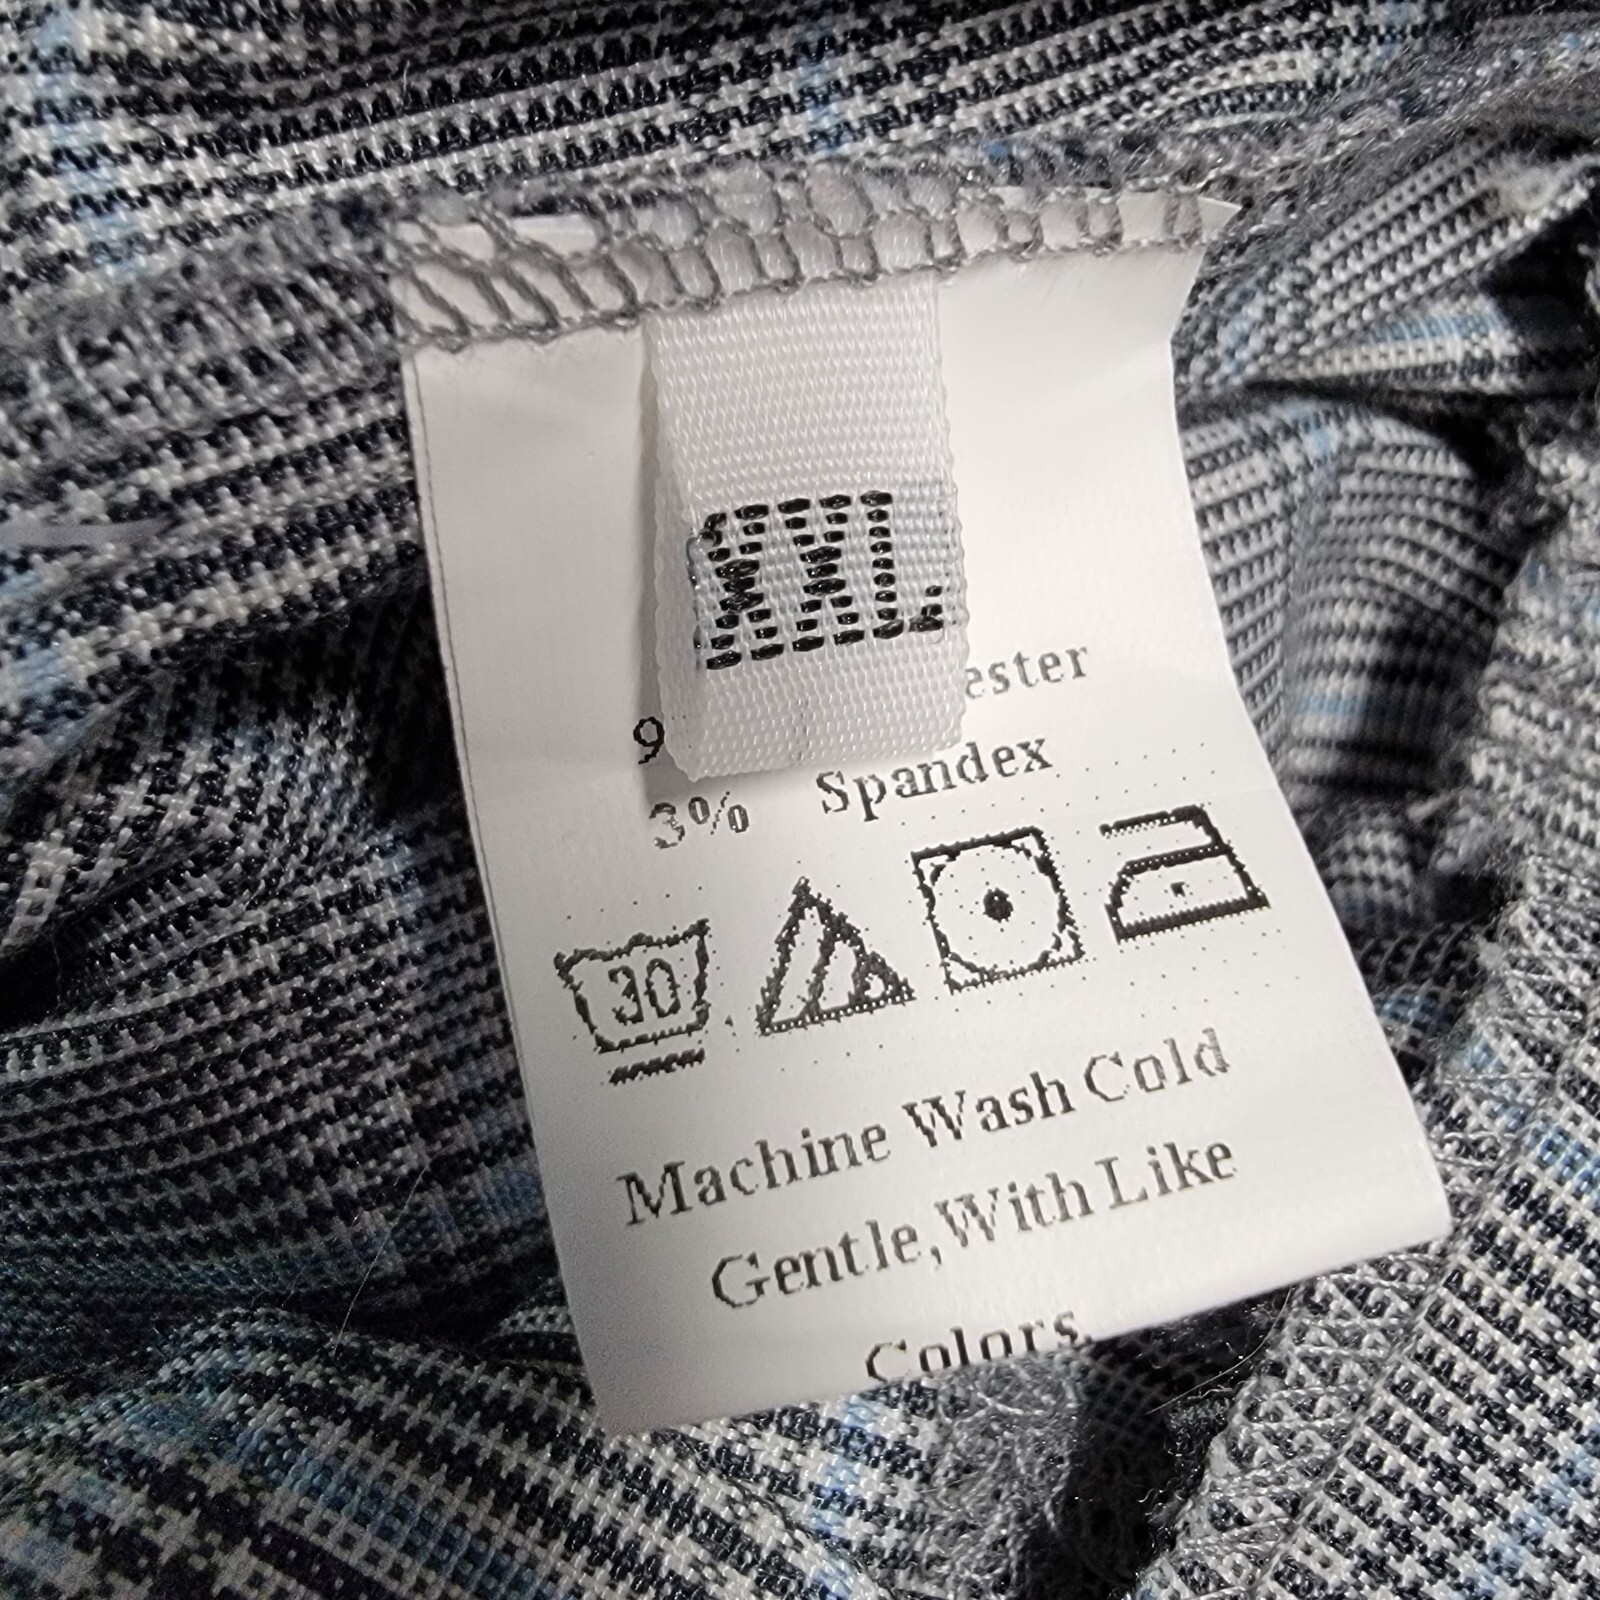 XXL
9 ester
3% Spandex
30
Machine Wash Cold
Gentle,With Like
Colors.